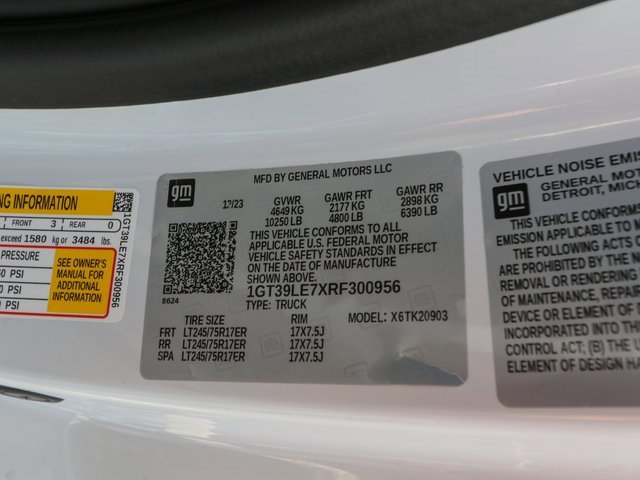 NG INFORMATION
FRONT 3 REAR 0
exceed 1580 kg or 3484 lbs.
PRESSURE
PSI
PSI
PSI
SEE OWNER'S
MANUAL FOR
ADDITIONAL
INFORMATION
1GT39LE7XRF300956
gm
MFD BY GENERAL MOTORS LLC
12/23
GVWR
4649 KG
10250 LB
GAWR FRT
2177 KG
4800 LB
GAWR RR
2898 KG
6390 LB
THIS VEHICLE CONFORMS TO ALL
APPLICABLE U.S. FEDERAL MOTOR
VEHICLE SAFETY STANDARDS IN EFFECT
ON THE DATE OF MANUFACTURE
SHOWN ABOVE.
1GT39LE7XRF300956
TYPE: TRUCK
8624
TIRE SIZE RIM MODEL: X6TK20903
FRT LT245/75R17ER 17X7.5J
RR LT245/75R17ER 17X7.5J
SPA LT245/75R17ER 17X7.5J
VEHICLE NOISE EMIS
gm
GENERAL MOTO
DETROIT, MICH
THIS VEHICLE CONFORMS
EMISSION APPLICABLE TO M
THE FOLLOWING ACTS O
REMOVAL OR RENDERING
OF MAINTENANCE, REPAIR
DEVICE OR ELEMENT OF D
INCORPORATED INTO THIS
CONTROL ACT; (B) THE U
ELEMENT OF DESIGN HA